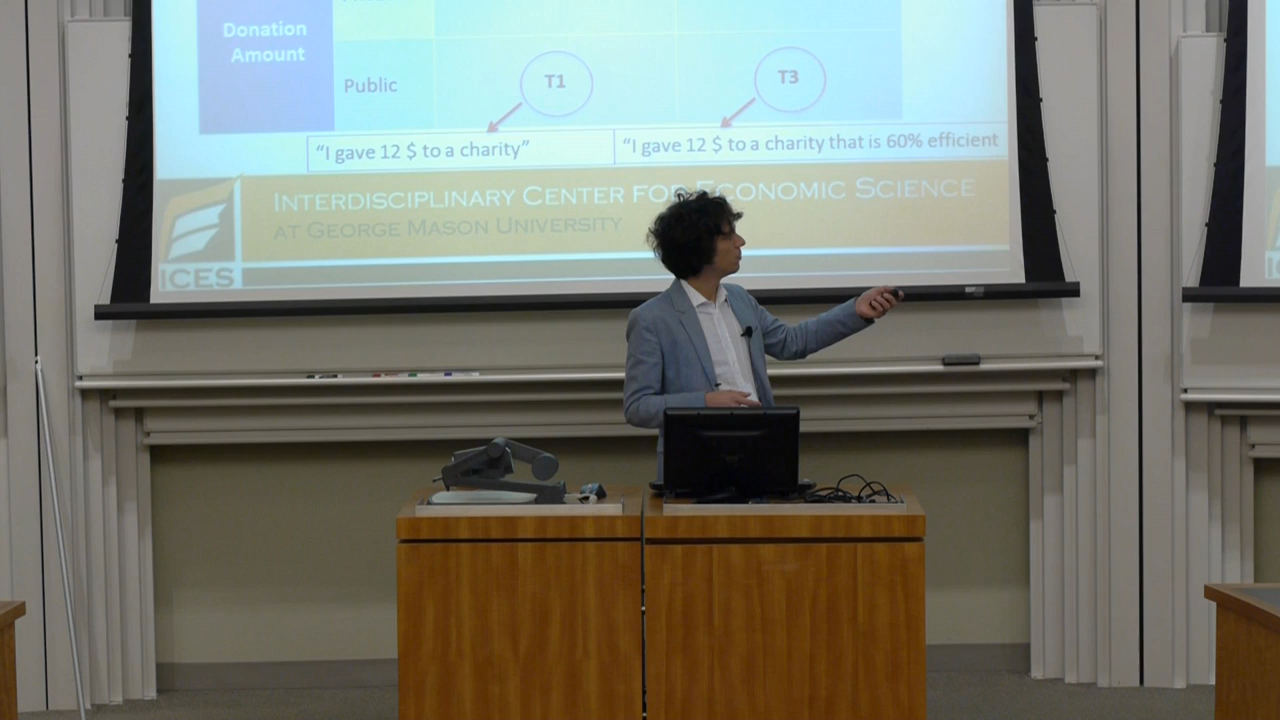 Donation
Amount
Public
T1
T3
“I gave 12 $ to a charity”
“I gave 12 $ to a charity that is 60% efficient
INTERDISCIPLINARY CENTER FOR ECONOMIC SCIENCE
AT GEORGE MASON UNIVERSITY
ICES